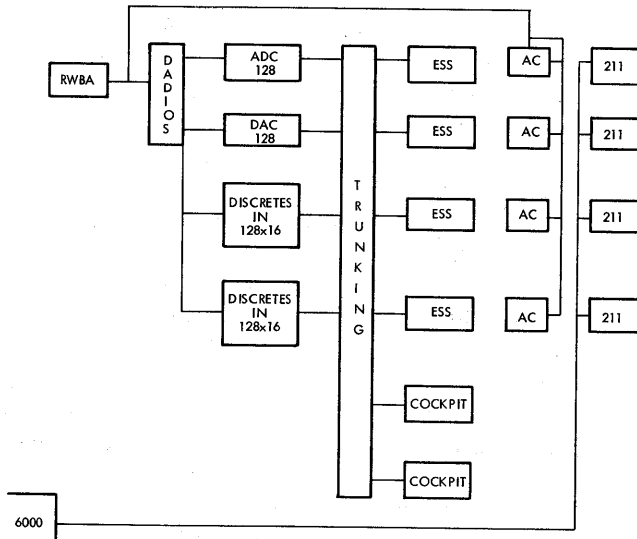 RWBA
DADIOS
ADC
128
DAC
128
DISCRETES
IN
128x16
DISCRETES
IN
128x16
TRUNKING
ESS
ESS
ESS
ESS
COCKPIT
COCKPIT
AC
AC
AC
AC
211
211
211
211
6000